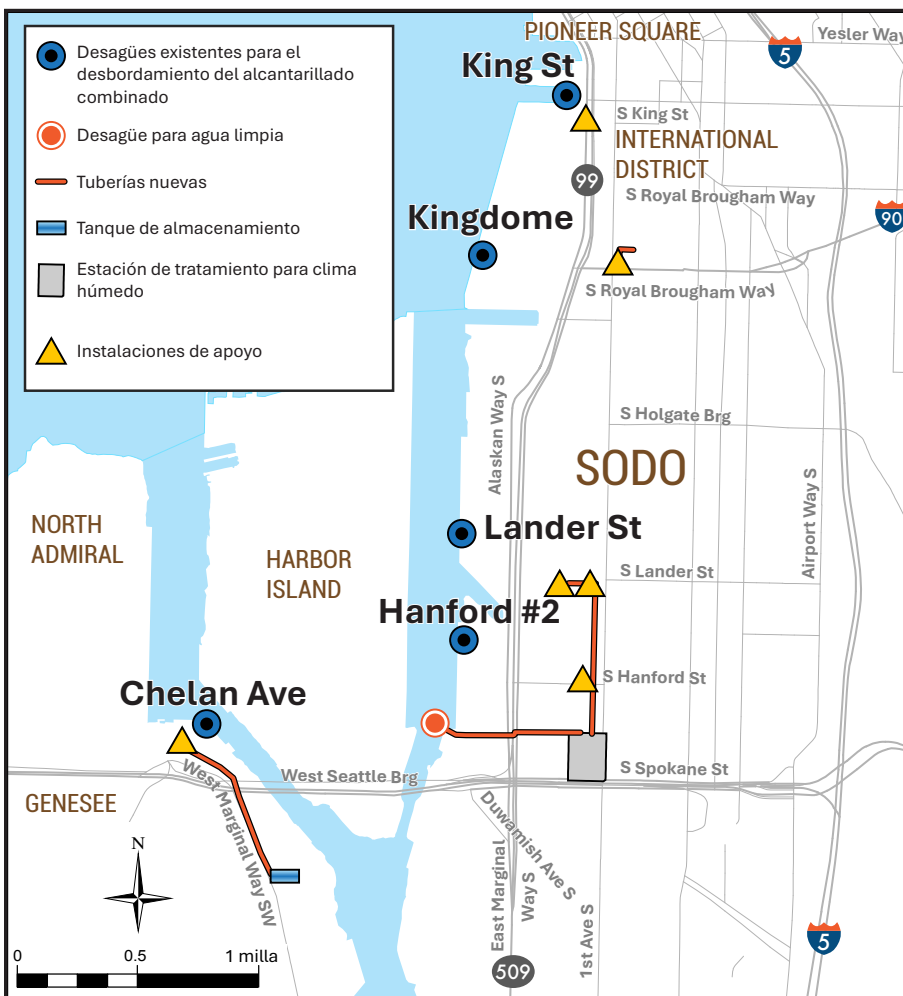 Desagües existentes para el
desbordamiento del alcantarillado
combinado
Desagüe para agua limpia
Tuberías nuevas
Tanque de almacenamiento
Estación de tratamiento para clima
húmedo
Instalaciones de apoyo
PIONEER SQUARE
Yesler Way
5
King St
S King St
INTERNATIONAL
DISTRICT
99
S Royal Brougham Way
90
Kingdome
S Royal Brougham Way
Alaskan Way S
S Holgate Brg
SODO
Airport Way S
NORTH
ADMIRAL
HARBOR
ISLAND
Lander St
S Lander St
Hanford #2
S Hanford St
Chelan Ave
West Seattle Brg
S Spokane St
GENESEE
West Marginal Way SW
Duwamish Ave S
East Marginal
Way S
1st Ave S
N
0 0.5 1 milla
509
5